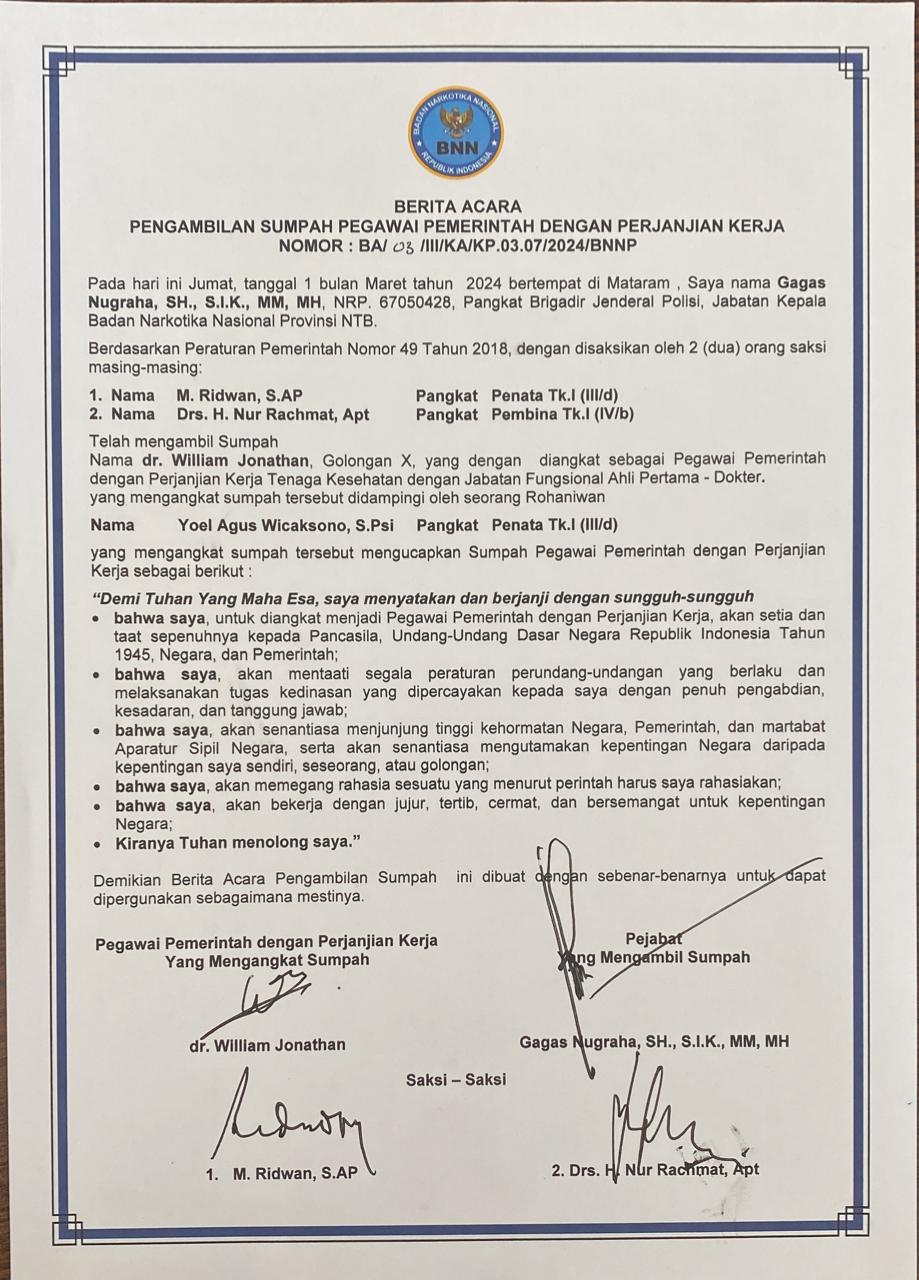 BADAN NARKOTIKA NASIONAL
BNN
REPUBLIK INDONESIA
BERITA ACARA
PENGAMBILAN SUMPAH PEGAWAI PEMERINTAH DENGAN PERJANJIAN KERJA
NOMOR : BA/ 03 /III/KA/KP.03.07/2024/BNNP
Pada hari ini Jumat, tanggal 1 bulan Maret tahun 2024 bertempat di Mataram , Saya nama Gagas
Nugraha, SH., S.I.K., MM, MH, NRP. 67050428, Pangkat Brigadir Jenderal Polisi, Jabatan Kepala
Badan Narkotika Nasional Provinsi NTB.
Berdasarkan Peraturan Pemerintah Nomor 49 Tahun 2018, dengan disaksikan oleh 2 (dua) orang saksi
masing-masing:
1. Nama M. Ridwan, S.AP Pangkat Penata Tk.I (III/d)
2. Nama Drs. H. Nur Rachmat, Apt Pangkat Pembina Tk.I (IV/b)
Telah mengambil Sumpah
Nama dr. William Jonathan, Golongan X, yang dengan diangkat sebagai Pegawai Pemerintah
dengan Perjanjian Kerja Tenaga Kesehatan dengan Jabatan Fungsional Ahli Pertama - Dokter.
yang mengangkat sumpah tersebut didampingi oleh seorang Rohaniwan
Nama Yoel Agus Wicaksono, S.Psi Pangkat Penata Tk.I (III/d)
yang mengangkat sumpah tersebut mengucapkan Sumpah Pegawai Pemerintah dengan Perjanjian
Kerja sebagai berikut :
“Demi Tuhan Yang Maha Esa, saya menyatakan dan berjanji dengan sungguh-sungguh
• bahwa saya, untuk diangkat menjadi Pegawai Pemerintah dengan Perjanjian Kerja, akan setia dan
taat sepenuhnya kepada Pancasila, Undang-Undang Dasar Negara Republik Indonesia Tahun
1945, Negara, dan Pemerintah;
• bahwa saya, akan mentaati segala peraturan perundang-undangan yang berlaku dan
melaksanakan tugas kedinasan yang dipercayakan kepada saya dengan penuh pengabdian,
kesadaran, dan tanggung jawab;
• bahwa saya, akan senantiasa menjunjung tinggi kehormatan Negara, Pemerintah, dan martabat
Aparatur Sipil Negara, serta akan senantiasa mengutamakan kepentingan Negara daripada
kepentingan saya sendiri, seseorang, atau golongan;
• bahwa saya, akan memegang rahasia sesuatu yang menurut perintah harus saya rahasiakan;
• bahwa saya, akan bekerja dengan jujur, tertib, cermat, dan bersemangat untuk kepentingan
Negara;
• Kiranya Tuhan menolong saya.”
Demikian Berita Acara Pengambilan Sumpah ini dibuat dengan sebenar-benarnya untuk dapat
dipergunakan sebagaimana mestinya.
Pegawai Pemerintah dengan Perjanjian Kerja
Yang Mengangkat Sumpah
Pejabat
Yang Mengambil Sumpah
dr. William Jonathan
Gagas Nugraha, SH., S.I.K., MM, MH
Saksi – Saksi
1. M. Ridwan, S.AP
2. Drs. H. Nur Rachmat, Apt